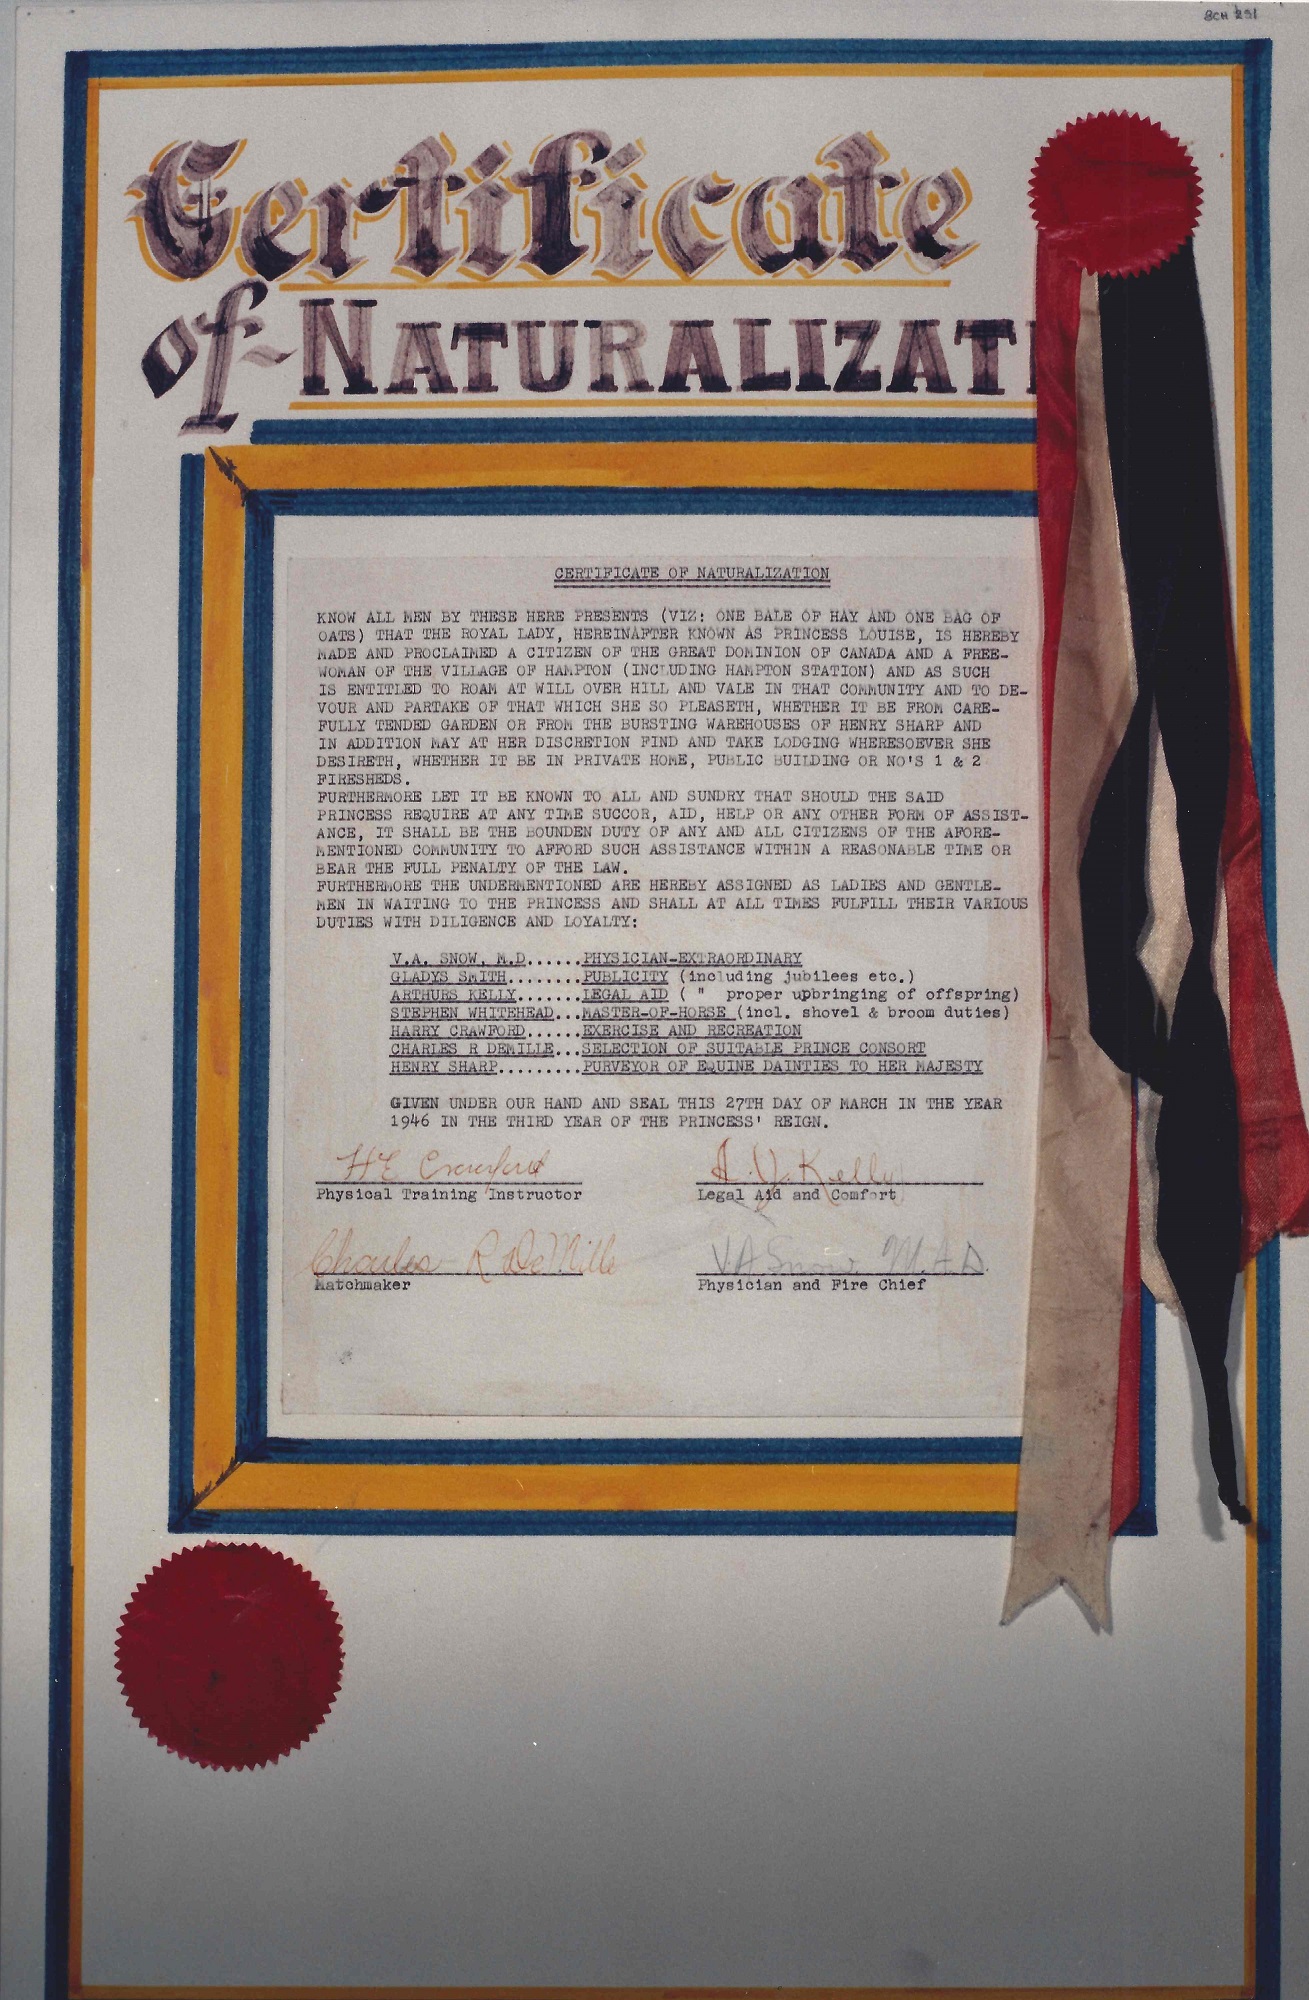 8CH 291
Certificate
of NATURALIZATI
CERTIFICATE OF NATURALIZATION
KNOW ALL MEN BY THESE HERE PRESENTS (VIZ: ONE BALE OF HAY AND ONE BAG OF
OATS) THAT THE ROYAL LADY, HEREINAFTER KNOWN AS PRINCESS LOUISE, IS HEREBY
MADE AND PROCLAIMED A CITIZEN OF THE GREAT DOMINION OF CANADA AND A FREE-
WOMAN OF THE VILLAGE OF HAMPTON (INCLUDING HAMPTON STATION) AND AS SUCH
IS ENTITLED TO ROAM AT WILL OVER HILL AND VALE IN THAT COMMUNITY AND TO DE-
VOUR AND PARTAKE OF THAT WHICH SHE SO PLEASETH, WHETHER IT BE FROM CARE-
FULLY TENDED GARDEN OR FROM THE BURSTING WAREHOUSES OF HENRY SHARP AND
IN ADDITION MAY AT HER DISCRETION FIND AND TAKE LODGING WHERESOEVER SHE
DESIRETH, WHETHER IT BE IN PRIVATE HOME, PUBLIC BUILDING OR NO'S 1 & 2
FIRESHEDS.
FURTHERMORE LET IT BE KNOWN TO ALL AND SUNDRY THAT SHOULD THE SAID
PRINCESS REQUIRE AT ANY TIME SUCCOR, AID, HELP OR ANY OTHER FORM OF ASSIST-
ANCE, IT SHALL BE THE BOUNDEN DUTY OF ANY AND ALL CITIZENS OF THE AFORE-
MENTIONED COMMUNITY TO AFFORD SUCH ASSISTANCE WITHIN A REASONABLE TIME OR
BEAR THE FULL PENALTY OF THE LAW.
FURTHERMORE THE UNDERMENTIONED ARE HEREBY ASSIGNED AS LADIES AND GENTLE-
MEN IN WAITING TO THE PRINCESS AND SHALL AT ALL TIMES FULFILL THEIR VARIOUS
DUTIES WITH DILIGENCE AND LOYALTY:
V.A. SNOW, M.D......PHYSICIAN-EXTRAORDINARY
GLADYS SMITH........PUBLICITY (including jubilees etc.)
ARTHURS KELLY.......LEGAL AID ( " proper upbringing of offspring)
STEPHEN WHITEHEAD...MASTER-OF-HORSE (incl. shovel & broom duties)
HARRY CRAWFORD......EXERCISE AND RECREATION
CHARLES R DEMILLE...SELECTION OF SUITABLE PRINCE CONSORT
HENRY SHARP.........PURVEYOR OF EQUINE DAINTIES TO HER MAJESTY
GIVEN UNDER OUR HAND AND SEAL THIS 27TH DAY OF MARCH IN THE YEAR
1946 IN THE THIRD YEAR OF THE PRINCESS' REIGN.
HE Crawford A. Y. Kelly
Physical Training Instructor Legal Aid and Comfort
Charles R DeMille V A Snow M.A.D.
Matchmaker Physician and Fire Chief